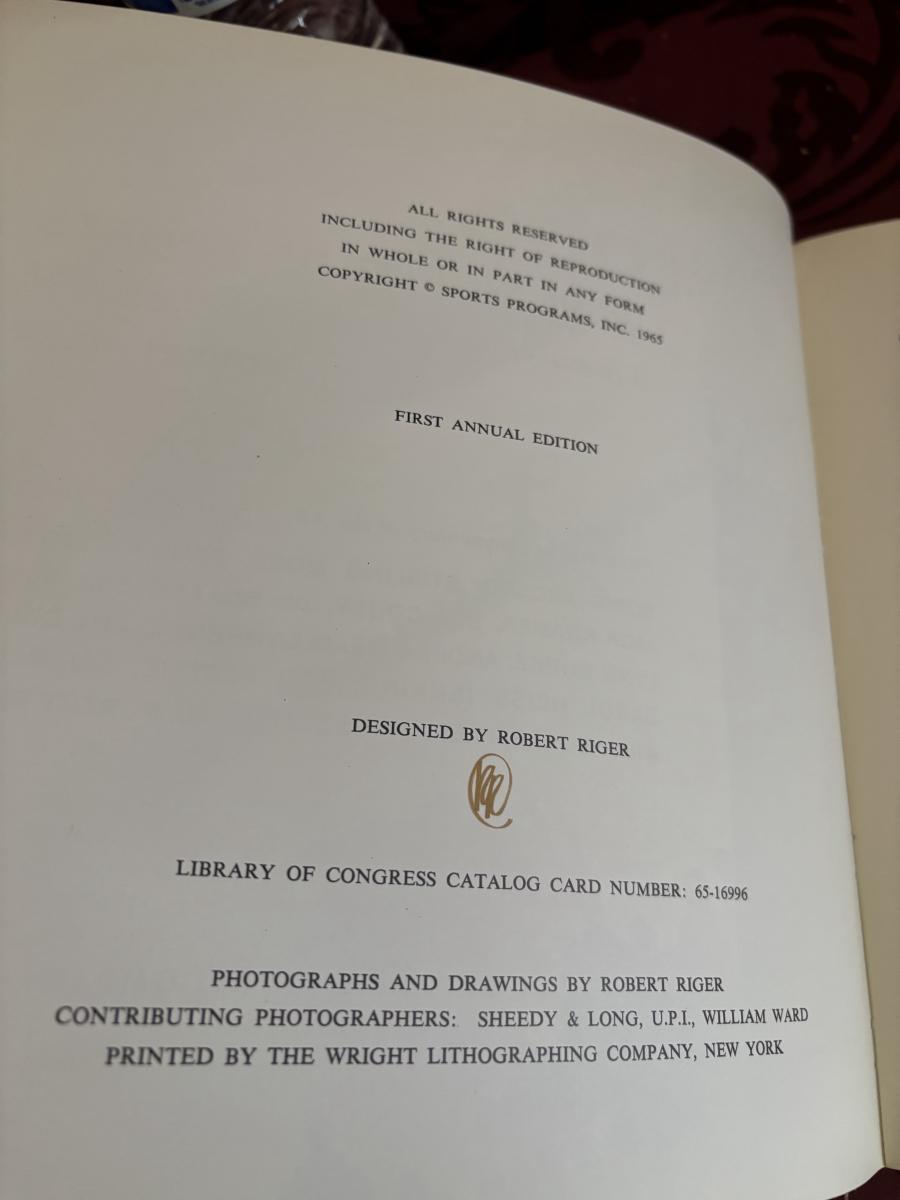 ALL RIGHTS RESERVED
INCLUDING THE RIGHT OF REPRODUCTION
IN WHOLE OR IN PART IN ANY FORM
COPYRIGHT © SPORTS PROGRAMS, INC. 1965
FIRST ANNUAL EDITION
DESIGNED BY ROBERT RIGER
LIBRARY OF CONGRESS CATALOG CARD NUMBER: 65-16996
PHOTOGRAPHS AND DRAWINGS BY ROBERT RIGER
CONTRIBUTING PHOTOGRAPHERS: SHEEDY & LONG, U.P.I., WILLIAM WARD
PRINTED BY THE WRIGHT LITHOGRAPHING COMPANY, NEW YORK